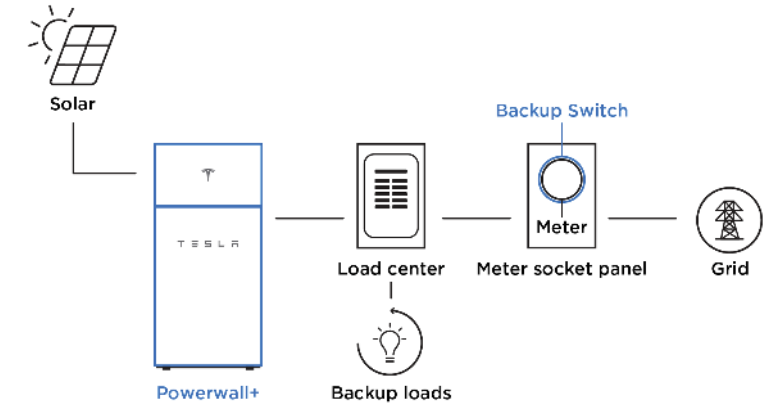 Solar
Backup Switch
TESLA
Meter
Load center
Meter socket panel
Grid
Powerwall+
Backup loads